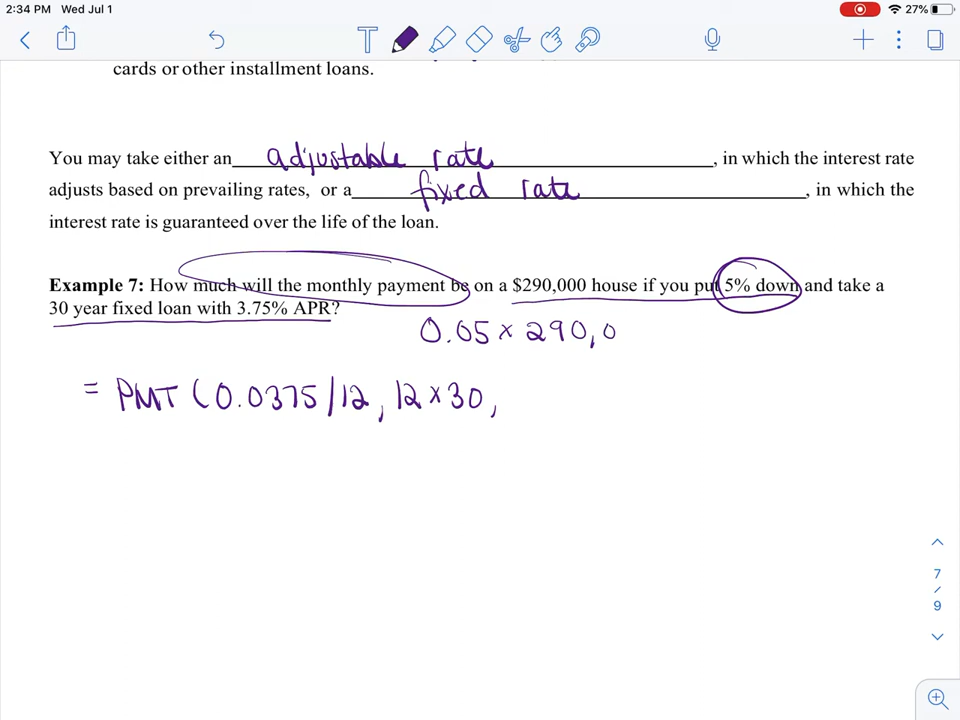 2:34 PM Wed Jul 1 27%
T
cards or other installment loans.
You may take either an adjustable rate, in which the interest rate
adjusts based on prevailing rates, or a fixed rate, in which the
interest rate is guaranteed over the life of the loan.
Example 7: How much will the monthly payment be on a $290,000 house if you put 5% down and take a
30 year fixed loan with 3.75% APR?
0.05 × 290,0
= PMT (0.0375/12, 12×30,
7
/
9